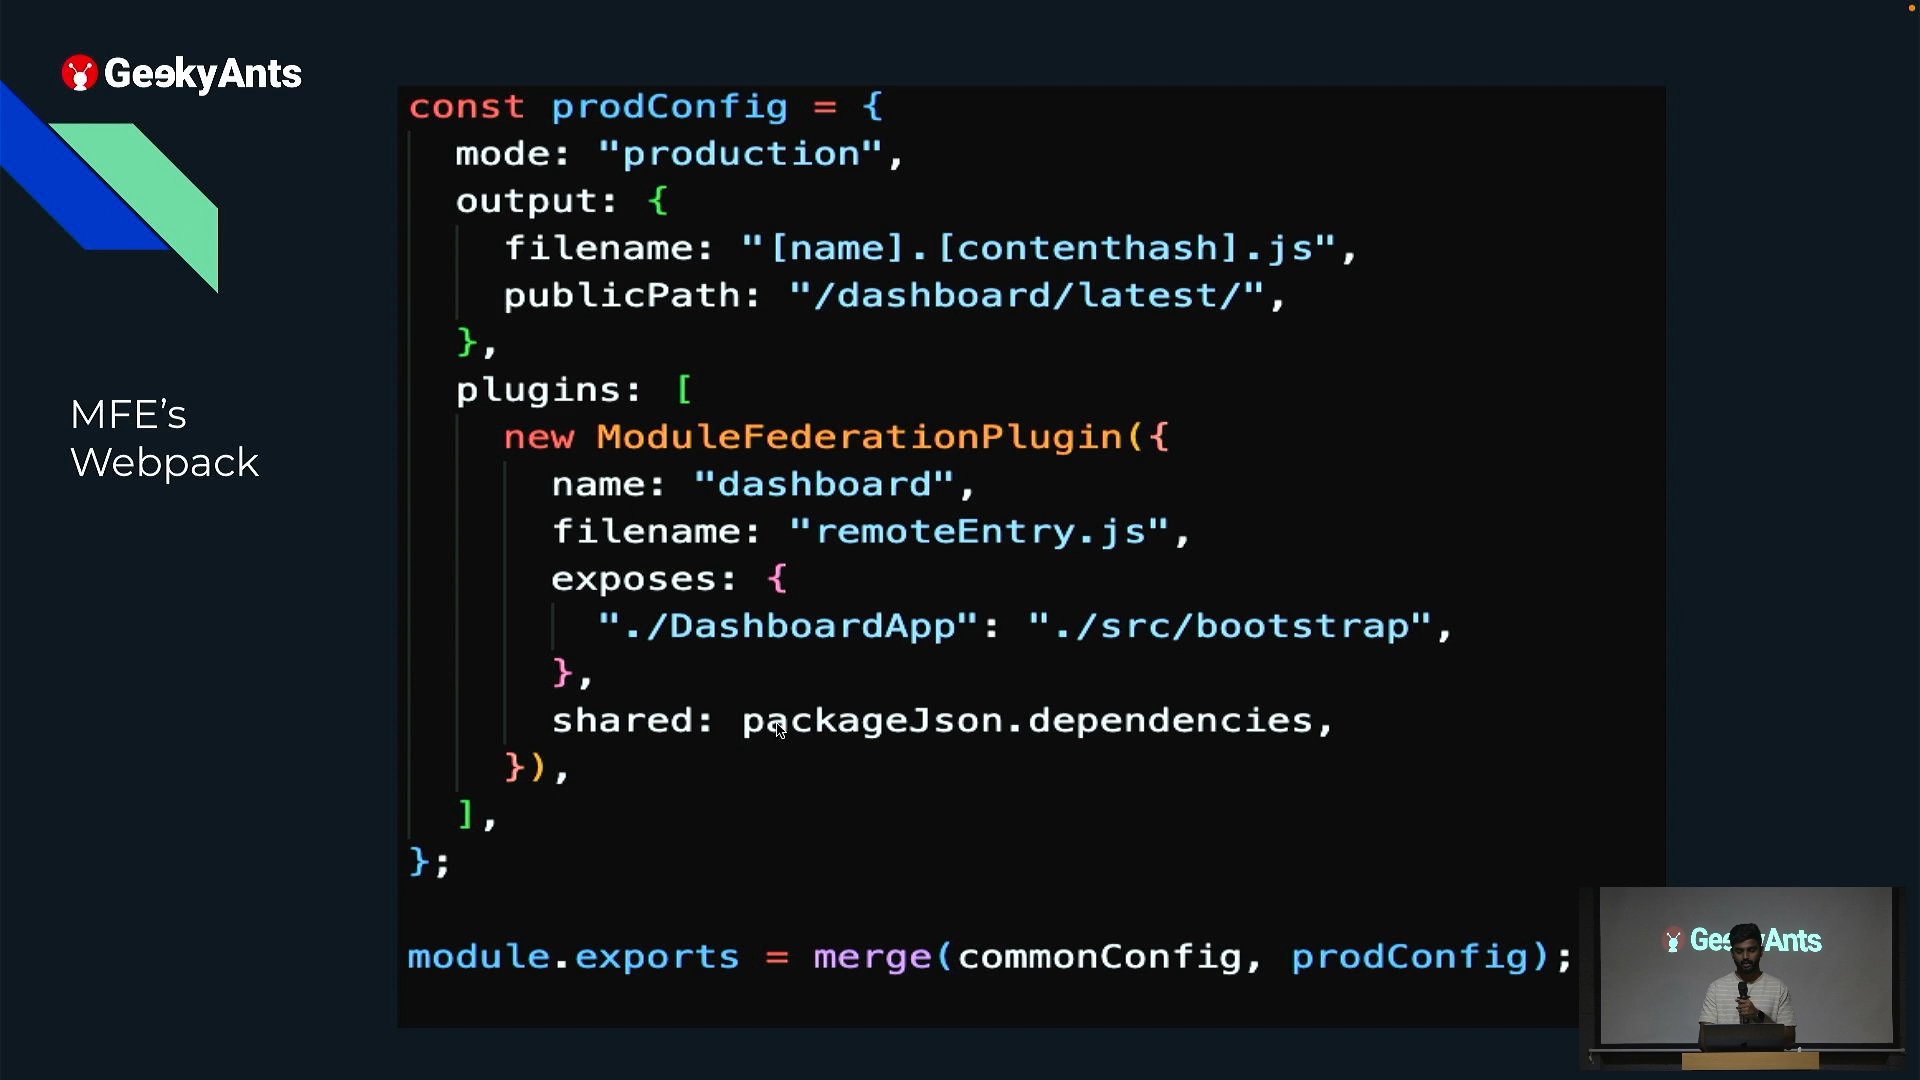 GeekyAnts
MFE's
Webpack
const prodConfig = {
mode: "production",
output: {
filename: "[name].[contenthash].js",
publicPath: "/dashboard/latest/",
},
plugins: [
new ModuleFederationPlugin({
name: "dashboard",
filename: "remoteEntry.js",
exposes: {
"./DashboardApp": "./src/bootstrap",
},
shared: packageJson.dependencies,
}),
],
};
module.exports = merge(commonConfig, prodConfig);